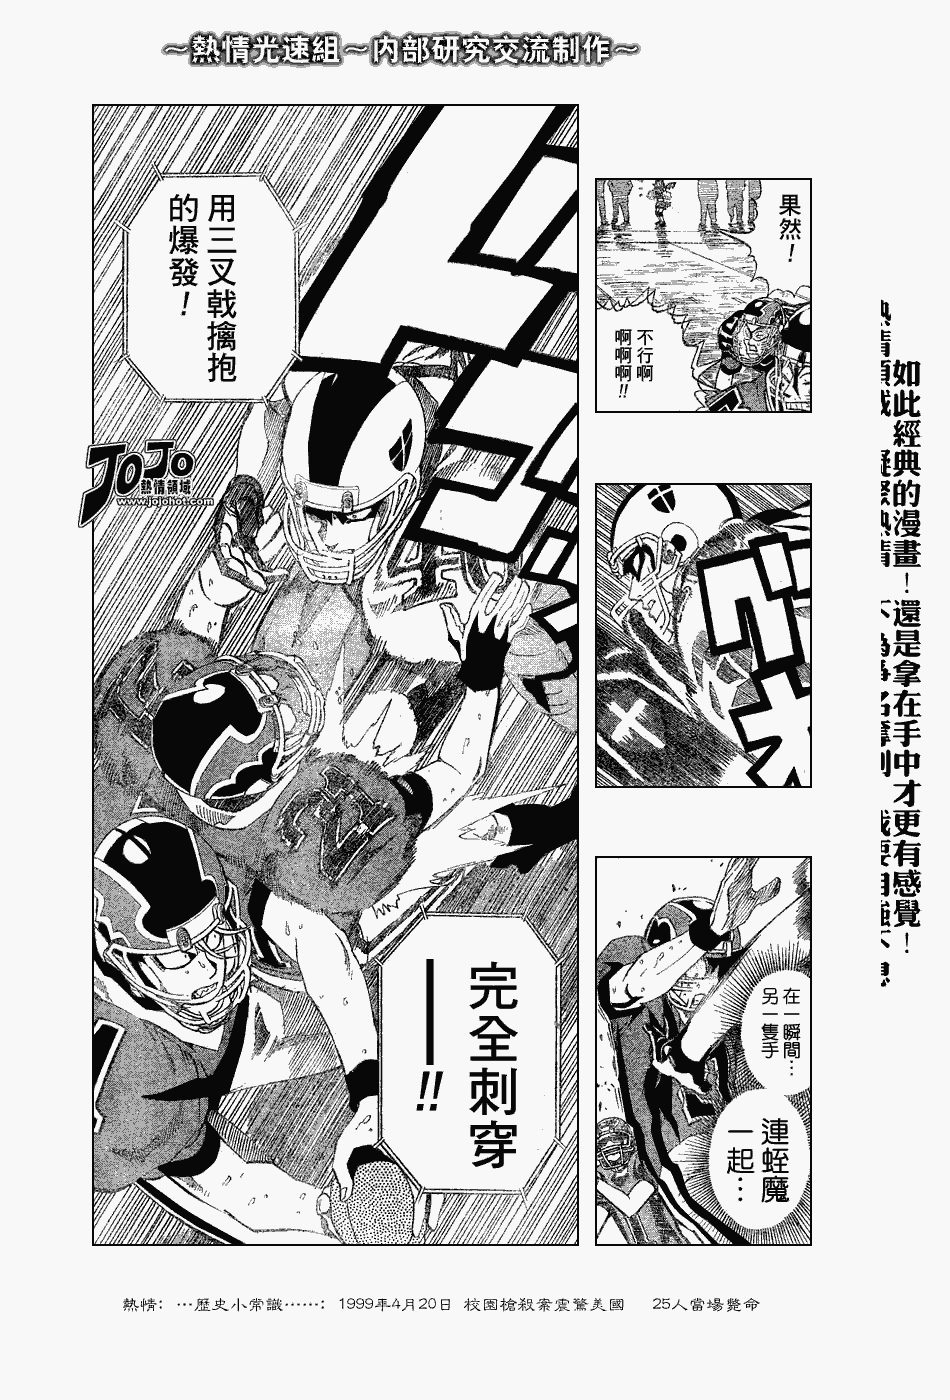 ～熱情光速組～内部研究交流制作～
果然！
不行啊
啊啊啊!!
在一瞬間…
另一隻手
連蛭魔
一起…
用三叉戟擒抱
的爆發！
完全刺穿
——!!
JOJO
熱情領域
www.jojohot.com
如此經典的漫畫！還是拿在手中才更有感覺！
熱情：…歷史小常識……：1999年4月20日 校園槍殺案震驚美國 25人當場斃命